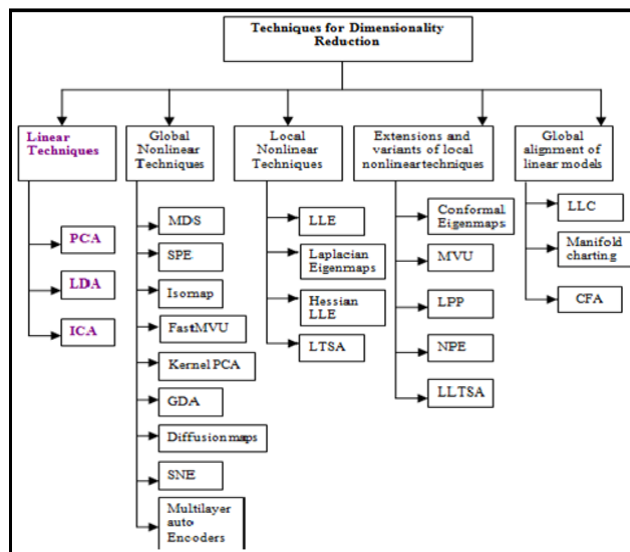 Techniques for Dimensionality
Reduction
Linear
Techniques
Global
Nonlinear
Techniques
Local
Nonlinear
Techniques
Extensions and
variants of local
nonlineartechniques
Global
alignment of
linear models
PCA
LDA
ICA
MDS
SPE
Isomap
FastMVU
Kernel PCA
GDA
Diffusion maps
SNE
Multilayer
auto
Encoders
LLE
Laplacian
Eigenmaps
Hessian
LLE
LTSA
Conformal
Eigenmaps
MVU
LPP
NPE
LLTSA
LLC
Manifold
charting
CFA